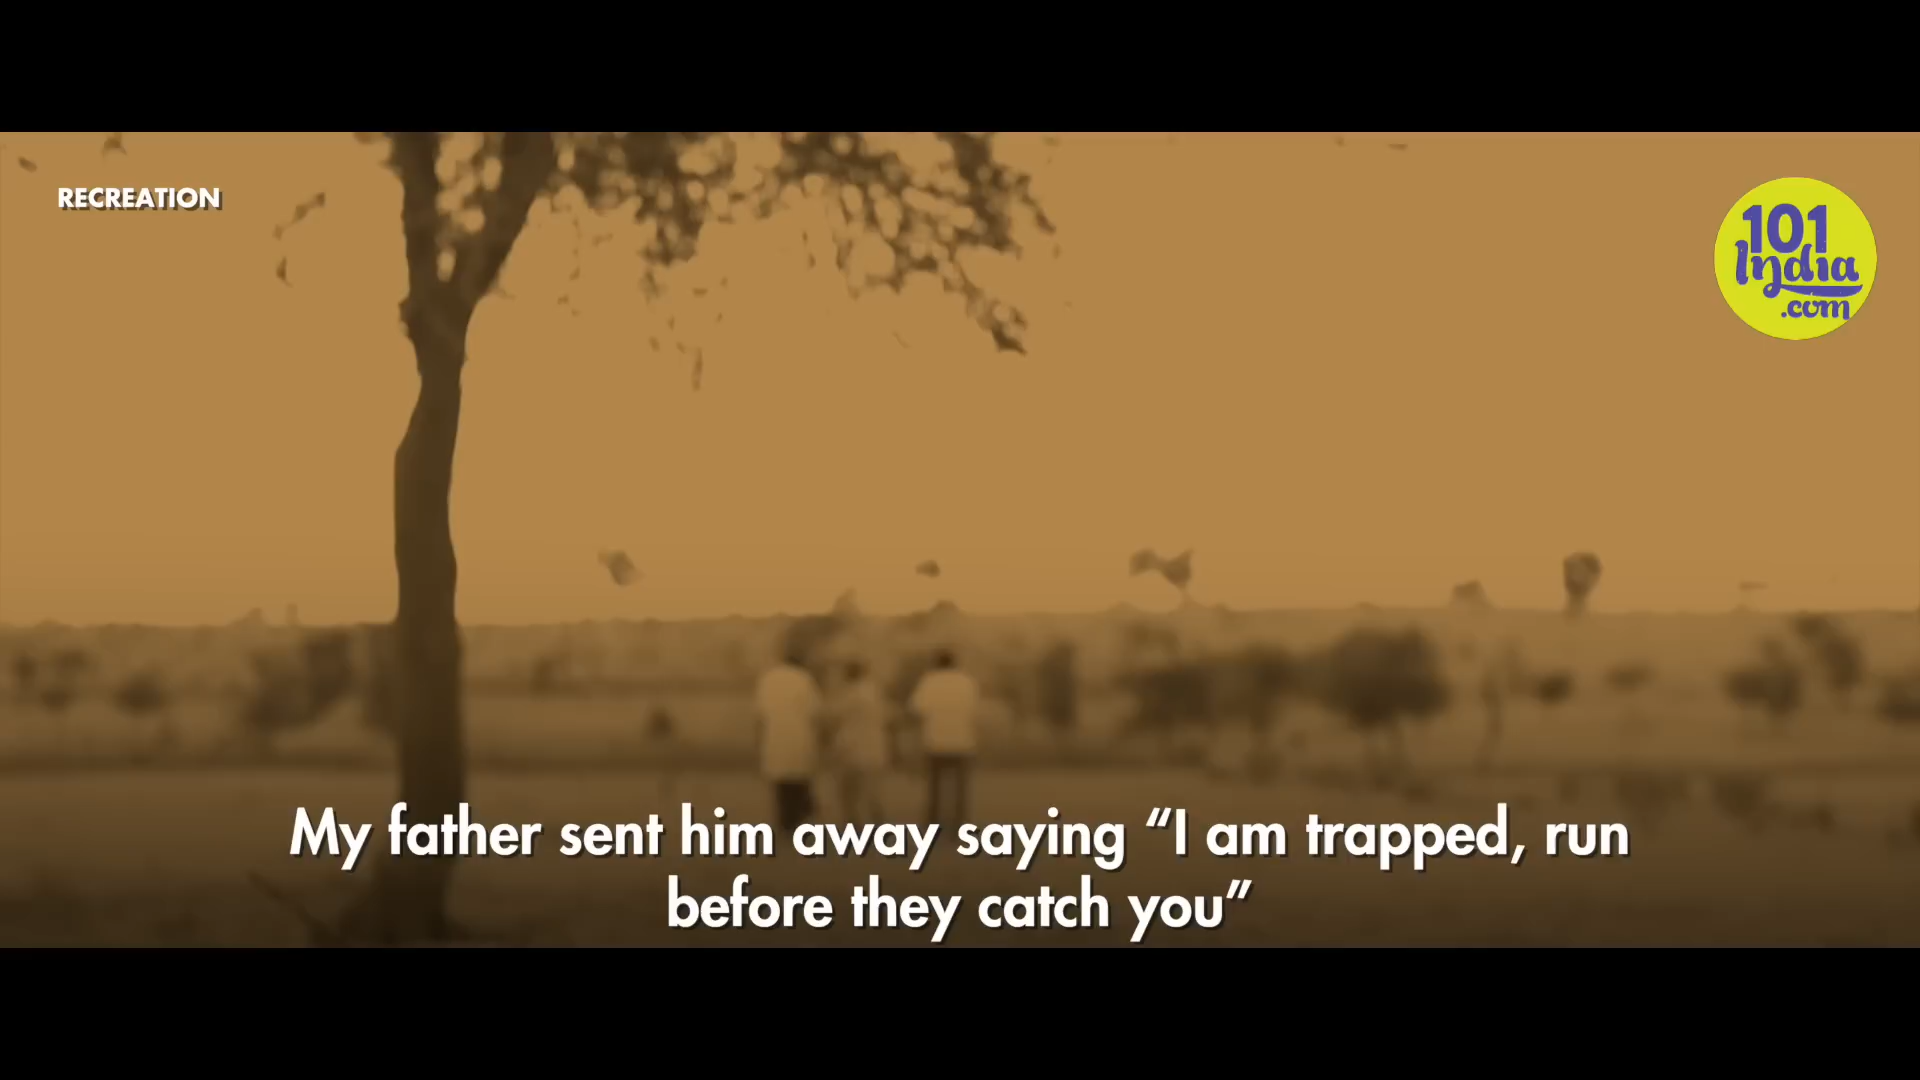 RECREATION
101
India
.com
My father sent him away saying “I am trapped, run
before they catch you”